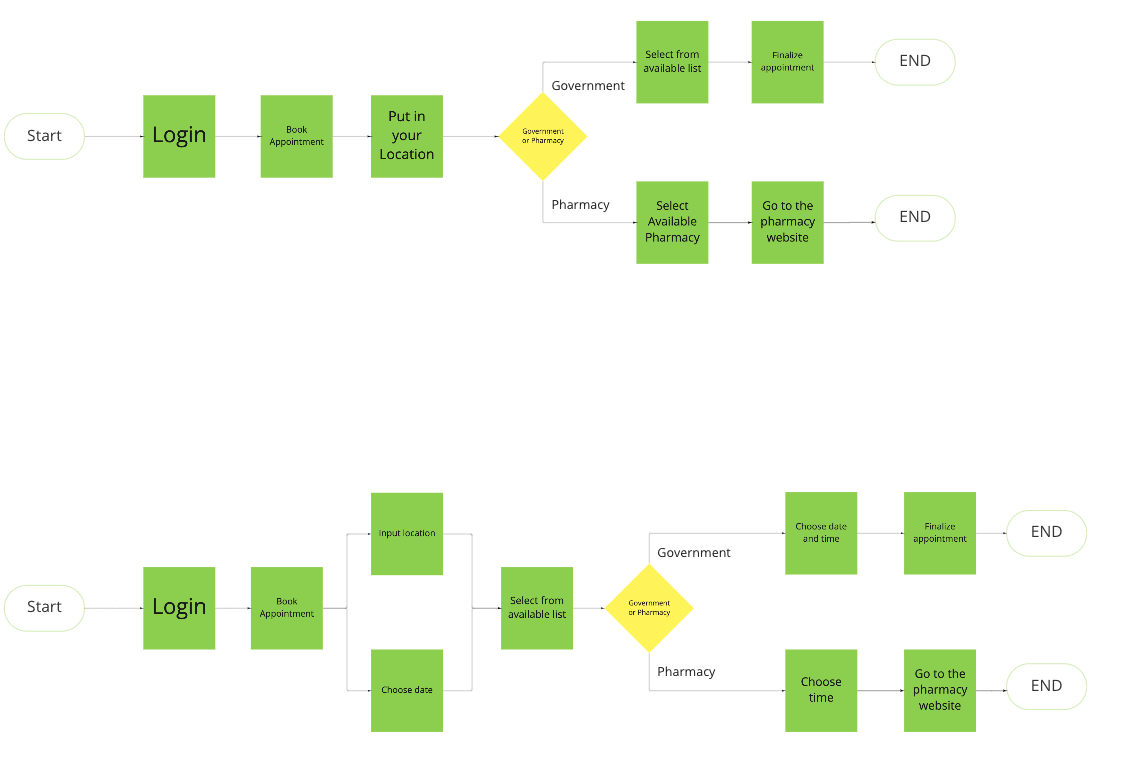 Start
Login
Book
Appointment
Put in
your
Location
Government
or Pharmacy
Government
Select from
available list
Finalize
appointment
END
Pharmacy
Select
Available
Pharmacy
Go to the
pharmacy
website
END
Start
Login
Book
Appointment
Input location
Choose date
Select from
available list
Government
or Pharmacy
Government
Choose date
and time
Finalize
appointment
END
Pharmacy
Choose
time
Go to the
pharmacy
website
END